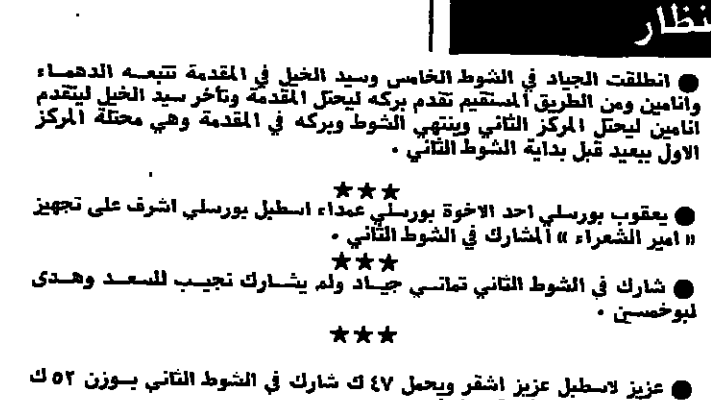 نظار
● انطلقت الجياد في الشوط الخامس وسيد الخيل في المقدمة تتبعه الدهماء
وانامين ومن الطريق المستقيم تقدم بركه ليحتل المقدمة وتأخر سيد الخيل ليتقدم
انامين ليحتل المركز الثاني وينتهي الشوط وبركه في المقدمة وهي محتلة المركز
الاول ببعيد قبل بداية الشوط الثاني .
★★★
● يعقوب بورسلي احد الاخوة بورسلي عمداء اسطبل بورسلي اشرف على تجهيز
« امير الشعراء » المشارك في الشوط الثاني .
★★★
● شارك في الشوط الثاني تماتي جياد ولم يشارك تجيب للسعد وهدى
لبوخمسين .
★★★
● عزيز لاسطبل عزيز اشقر ويحمل ٤٧ ك شارك في الشوط الثاني بوزن ٥٢ ك